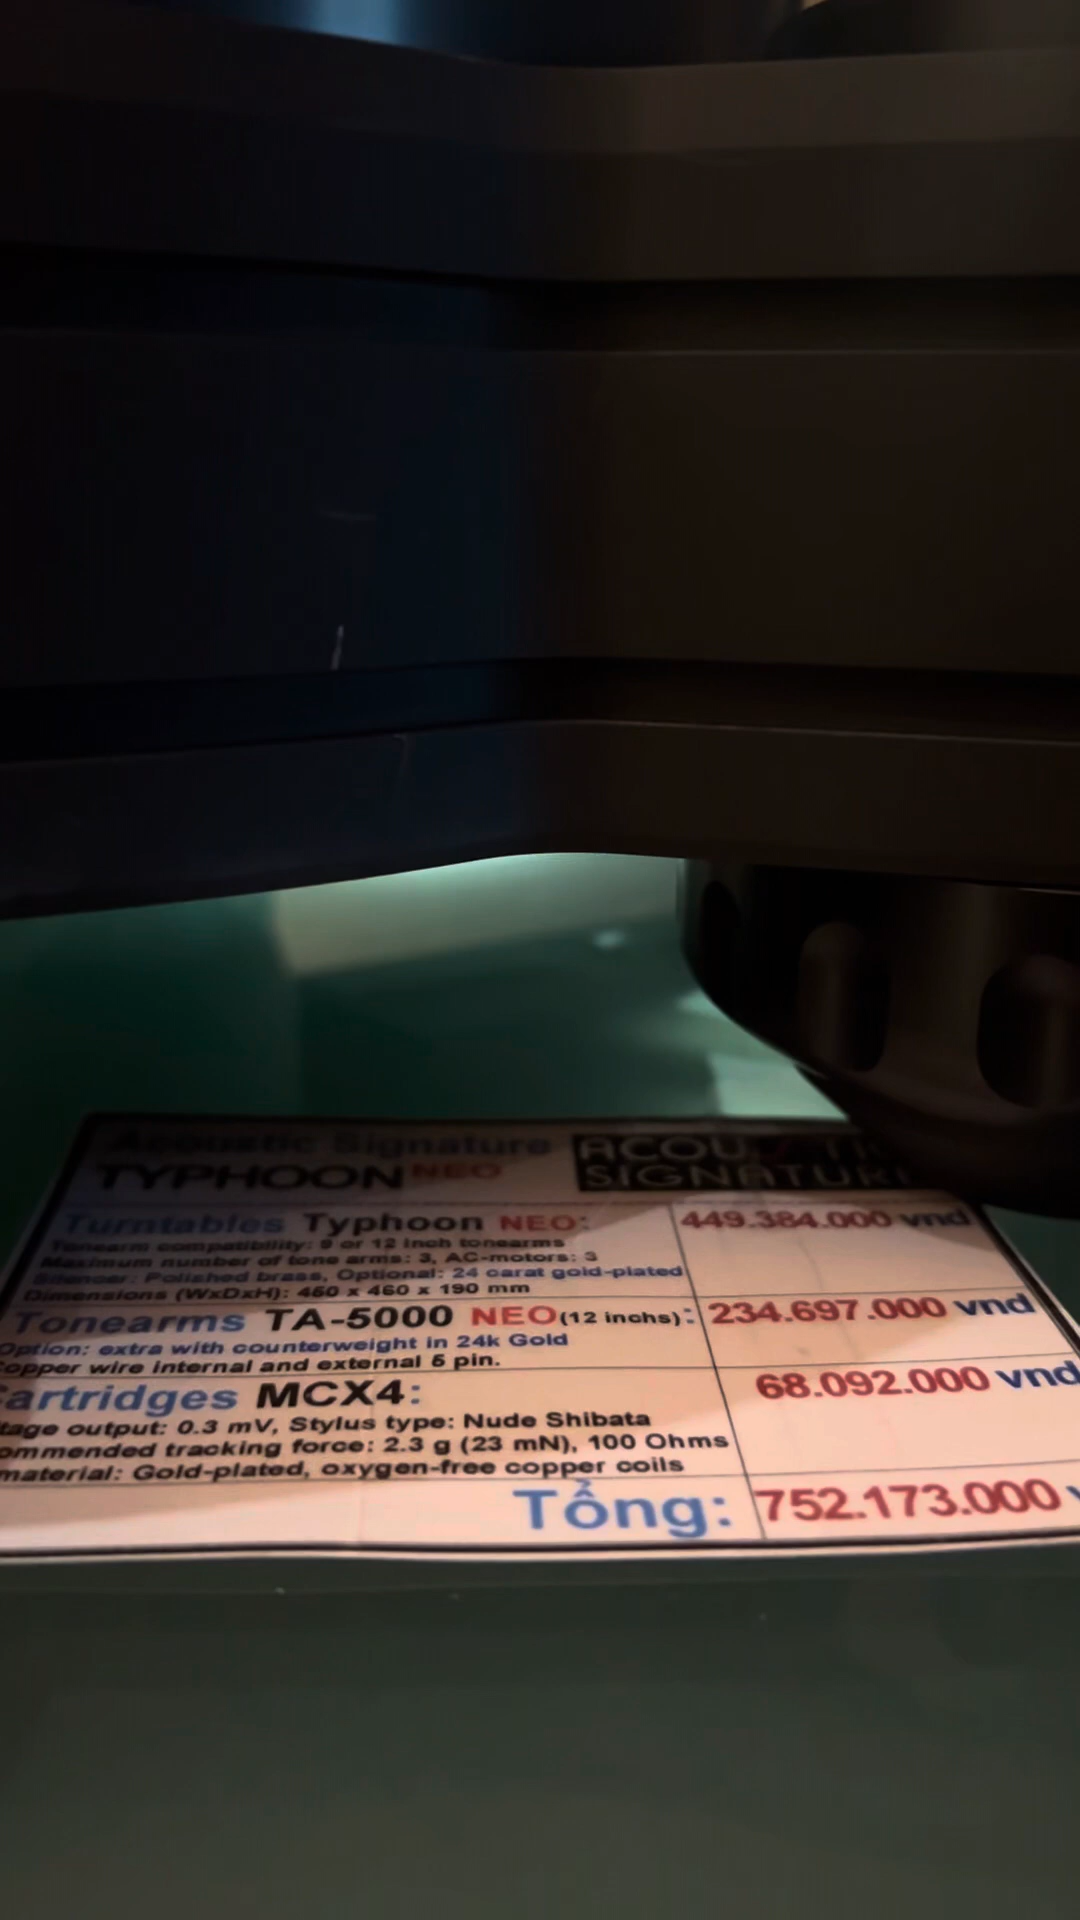 Acoustic Signature
TYPHOON NEO
ACOU
SIGNATUR
Turntables Typhoon NEO: 449.384.000 vnd
Tonearm compatibility: 9 or 12 inch tonearms
Maximum number of tone arms: 3, AC-motors: 3
Silencer: Polished brass, Optional: 24 carat gold-plated
Dimensions (WxDxH): 460 x 460 x 190 mm
Tonearms TA-5000 NEO (12 inchs): 234.697.000 vnd
Option: extra with counterweight in 24k Gold
opper wire internal and external 5 pin.
artridges MCX4: 68.092.000 vnd
tage output: 0.3 mV, Stylus type: Nude Shibata
ommended tracking force: 2.3 g (23 mN), 100 Ohms
material: Gold-plated, oxygen-free copper coils
Tổng: 752.173.000 v